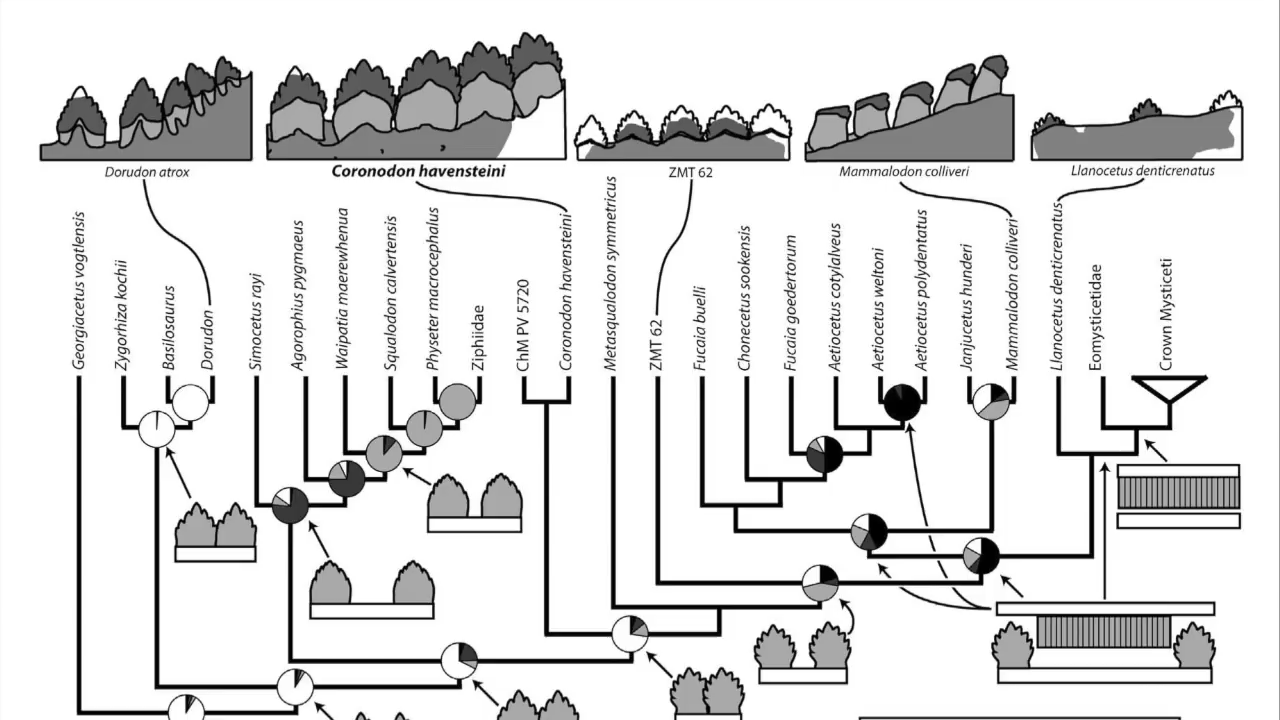 Dorudon atrox
Coronodon havensteini
ZMT 62
Mammalodon colliveri
Llanocetus denticrenatus
Georgiacetus vogtlensis
Zygorhiza kochii
Basilosaurus
Dorudon
Simocetus rayi
Agorophius pygmaeus
Waipatia maerewhenua
Squalodon calvertensis
Physeter macrocephalus
Ziphiidae
ChM PV 5720
Coronodon havensteini
Metasqualodon symmetricus
ZMT 62
Fucaia buelli
Chonecetus sookensis
Fucaia goedertorum
Aetiocetus cotylalveus
Aetiocetus weltoni
Aetiocetus polydentatus
Janjucetus hunderi
Mammalodon colliveri
Llanocetus denticrenatus
Eomysticetidae
Crown Mysticeti